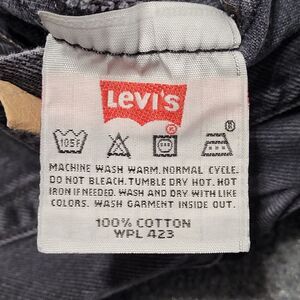 LEVI'S
®
105F
®
MACHINE WASH WARM. NORMAL CYCLE.
DO NOT BLEACH. TUMBLE DRY HOT. HOT
IRON IF NEEDED. WASH AND DRY WITH LIKE
COLORS. WASH GARMENT INSIDE OUT.
100% COTTON
WPL 423